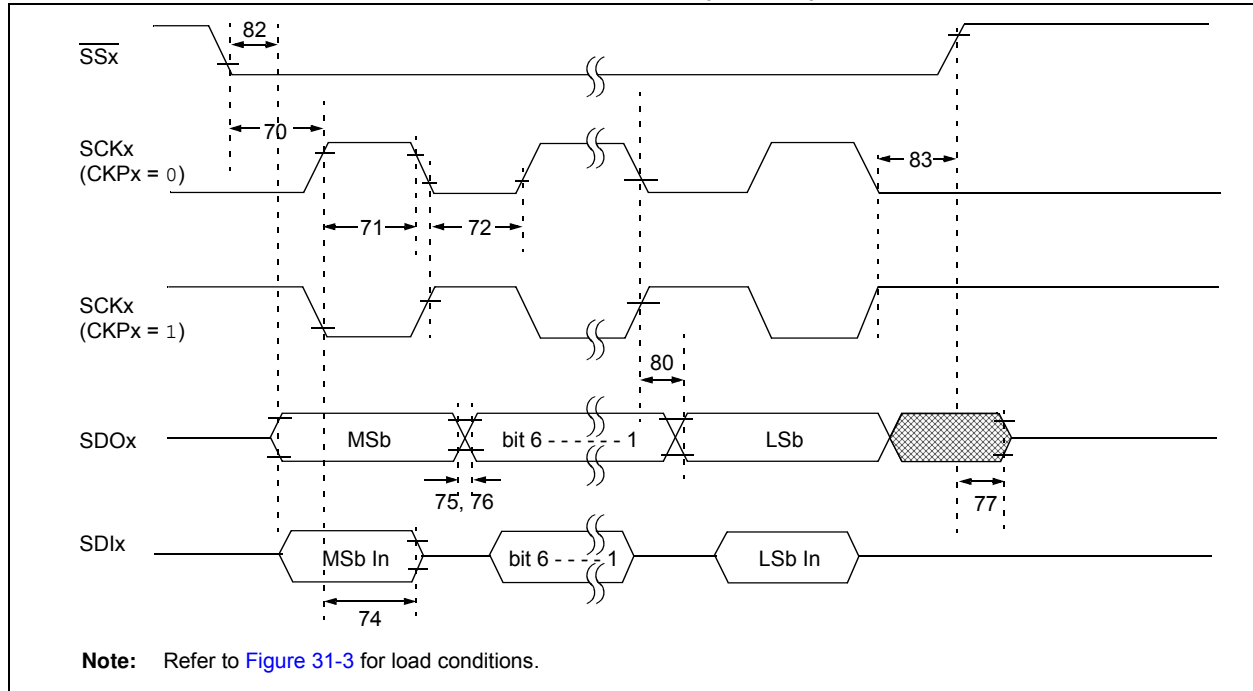 82
SSx
70
SCKx
(CKPx = 0)
83
71
72
SCKx
(CKPx = 1)
80
SDOx
MSb
bit 6 - - - - - - 1
LSb
75, 76
77
SDIx
MSb In
bit 6 - - - - 1
LSb In
74
Note: Refer to Figure 31-3 for load conditions.